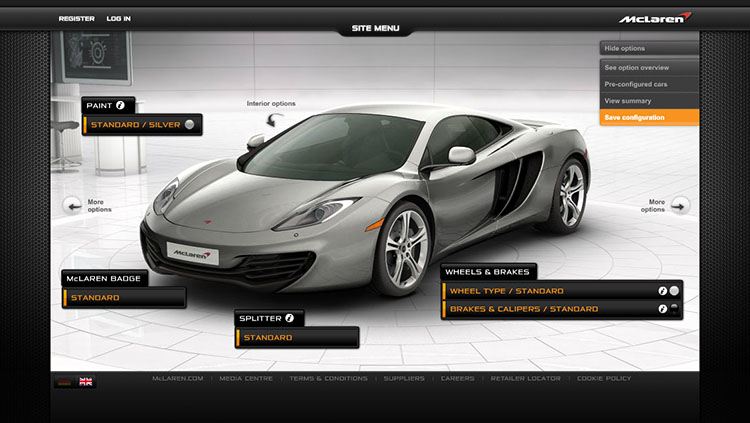 REGISTER LOG IN
SITE MENU
McLaren
Hide options
See option overview
Pre-configured cars
View summary
Save configuration
PAINT i
STANDARD / SILVER
Interior options
More options
More options
McLaren
McLAREN BADGE
STANDARD
SPLITTER i
STANDARD
WHEELS & BRAKES
WHEEL TYPE / STANDARD i
BRAKES & CALIPERS / STANDARD i
McLAREN.COM | MEDIA CENTRE | TERMS & CONDITIONS | SUPPLIERS | CAREERS | RETAILER LOCATOR | COOKIE POLICY